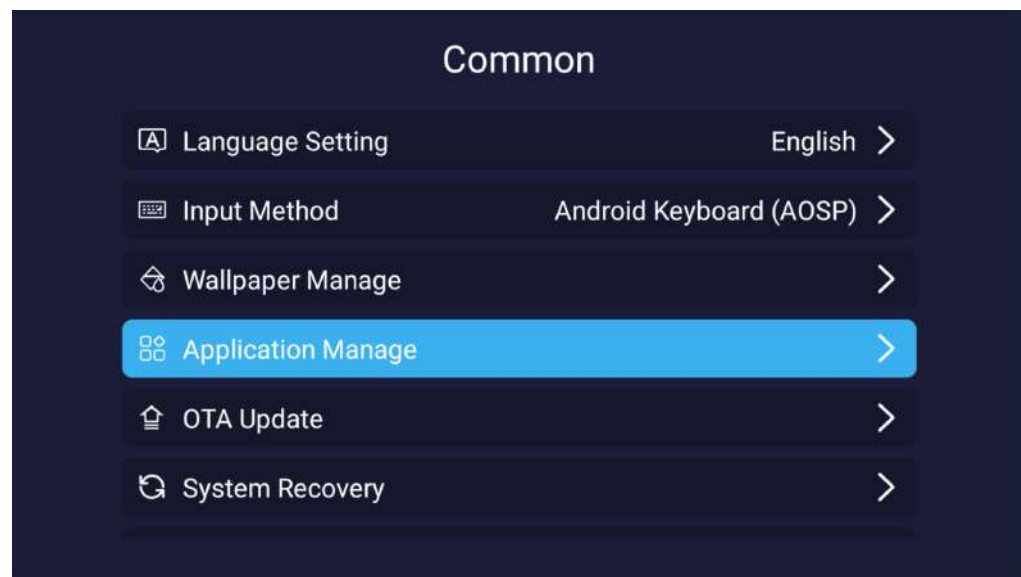 Common
Language Setting English
Input Method Android Keyboard (AOSP)
Wallpaper Manage
Application Manage
OTA Update
System Recovery